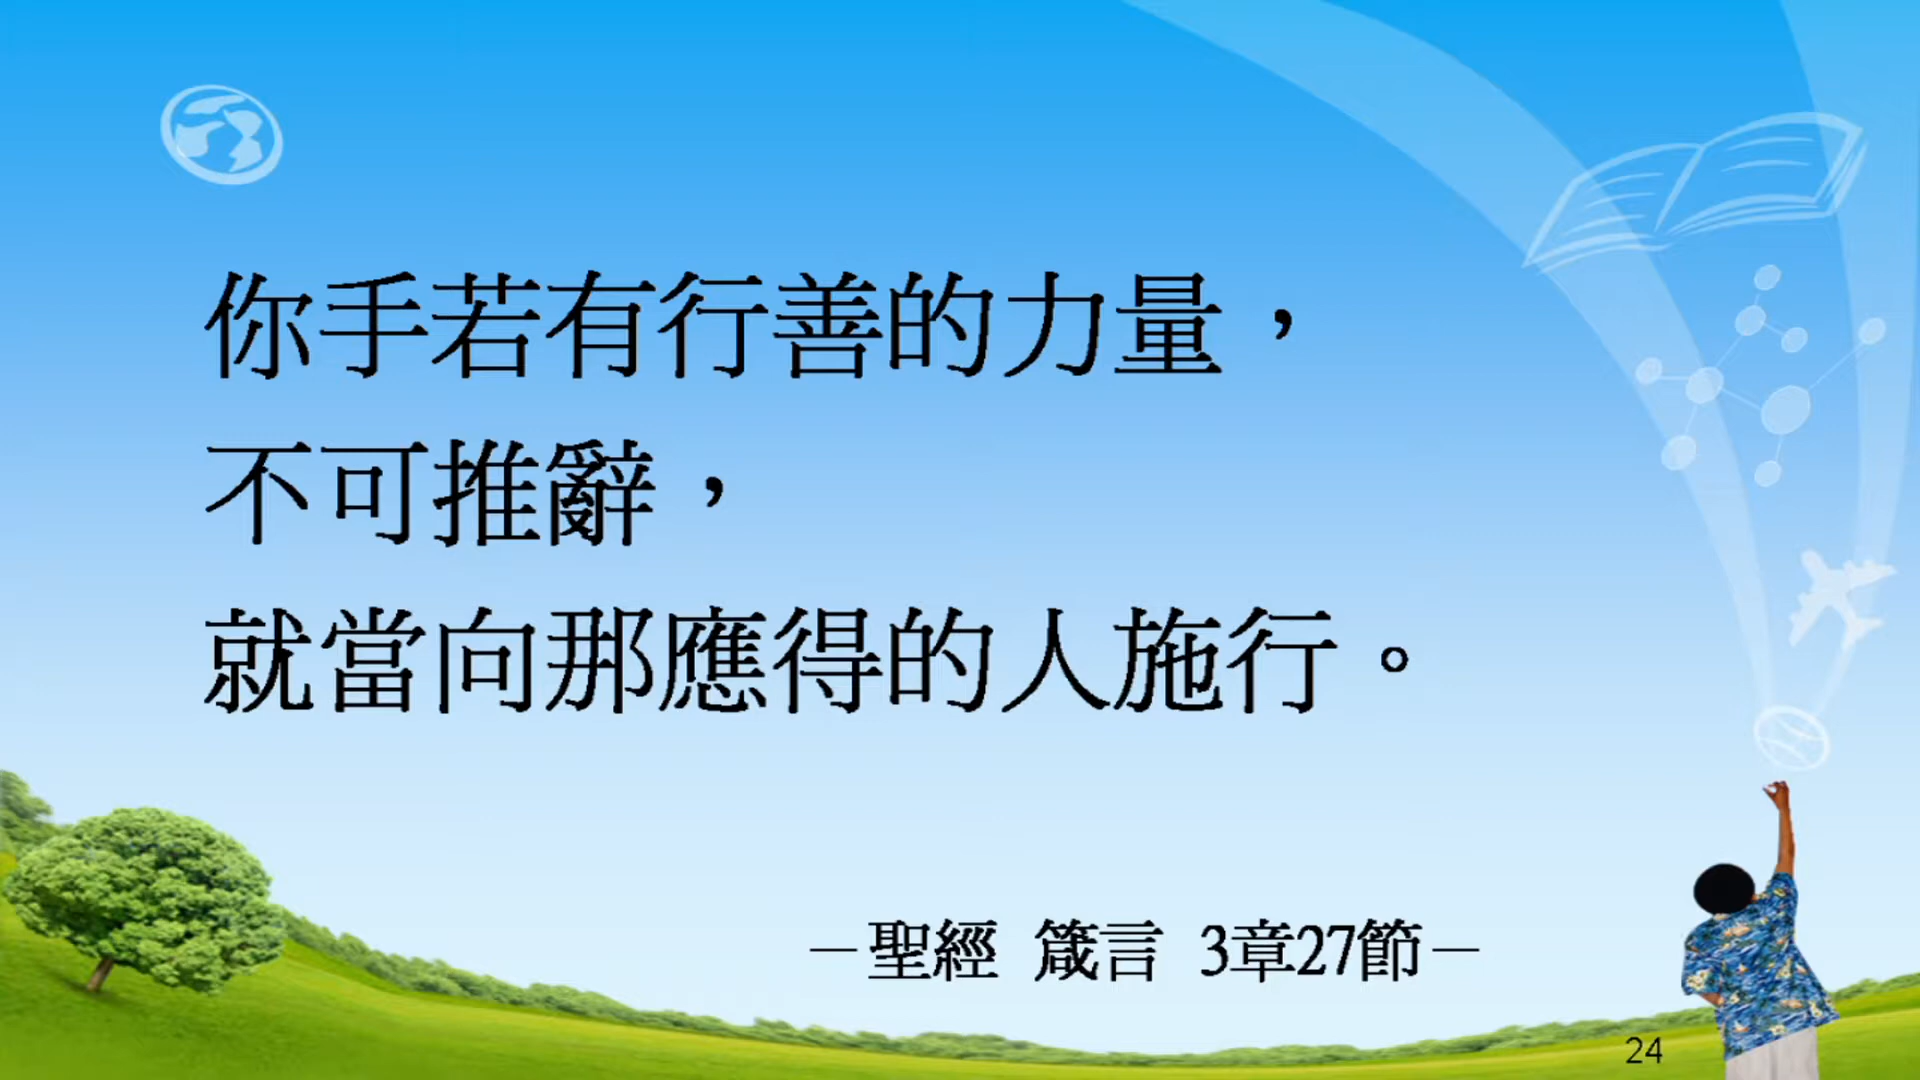 你手若有行善的力量，
不可推辭，
就當向那應得的人施行。
－聖經 箴言 3章27節－
24